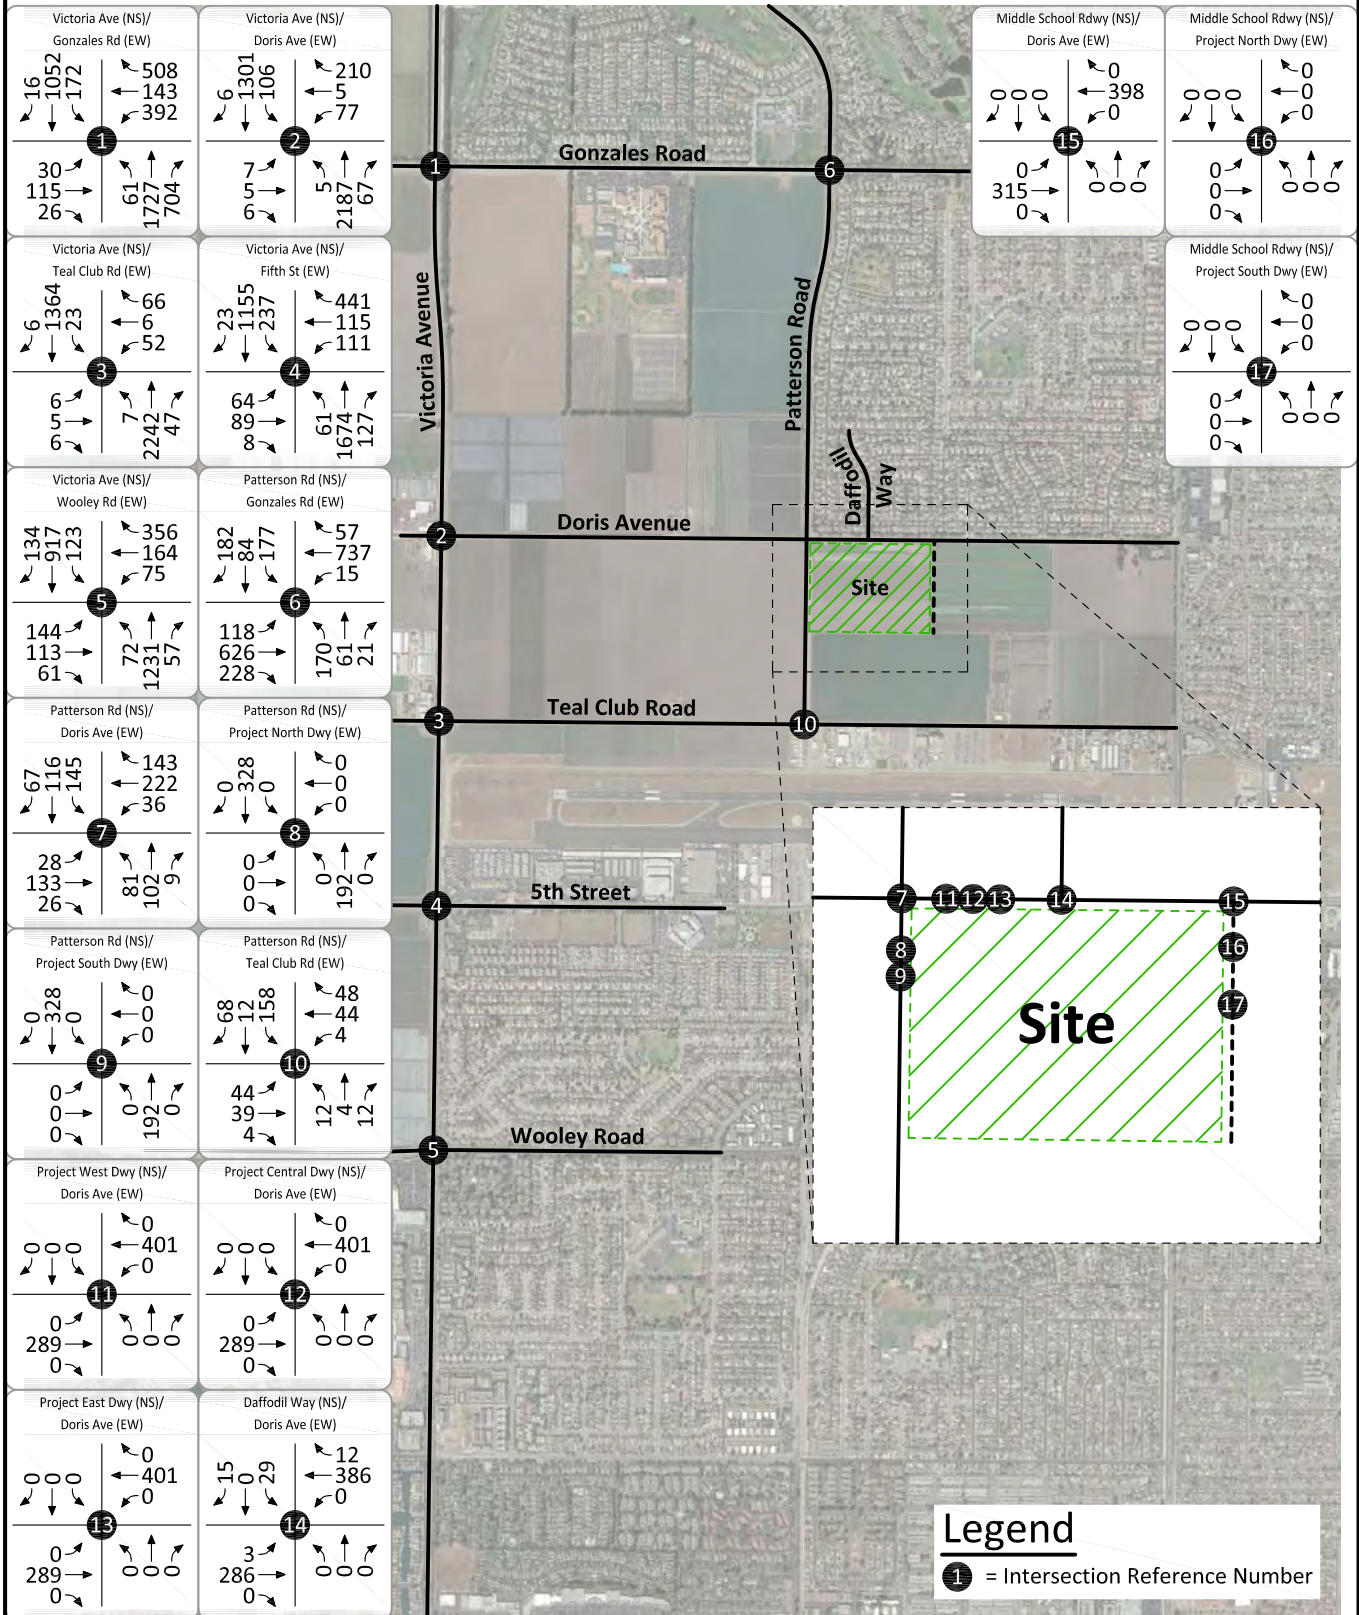 Victoria Ave (NS)/
Gonzales Rd (EW)
16 1052 172
508
143
392
1
30
115
26
61 1727 704
Victoria Ave (NS)/
Doris Ave (EW)
6 1301 106
210
5
77
2
7
5
6
5 2187 67
Victoria Ave (NS)/
Teal Club Rd (EW)
6 1364 23
66
6
52
3
6
5
6
7 2242 47
Victoria Ave (NS)/
Fifth St (EW)
23 1155 237
441
115
111
4
64
89
8
61 1674 127
Victoria Ave (NS)/
Wooley Rd (EW)
134 917 123
356
164
75
5
144
113
61
72 1231 57
Patterson Rd (NS)/
Gonzales Rd (EW)
182 84 177
57
737
15
6
118
626
228
170 61 21
Patterson Rd (NS)/
Doris Ave (EW)
67 116 145
143
222
36
7
28
133
26
81 102 9
Patterson Rd (NS)/
Project North Dwy (EW)
0 328 0
0
0
0
8
0
0
0
0 192 0
Patterson Rd (NS)/
Project South Dwy (EW)
0 328 0
0
0
0
9
0
0
0
0 192 0
Patterson Rd (NS)/
Teal Club Rd (EW)
68 12 158
48
44
4
10
44
39
4
12 4 12
Project West Dwy (NS)/
Doris Ave (EW)
0 0 0
0
401
0
11
0
289
0
0 0 0
Project Central Dwy (NS)/
Doris Ave (EW)
0 0 0
0
401
0
12
0
289
0
0 0 0
Project East Dwy (NS)/
Doris Ave (EW)
0 0 0
0
401
0
13
0
289
0
0 0 0
Daffodil Way (NS)/
Doris Ave (EW)
15 0 29
12
386
0
14
3
286
0
0 0 0
Middle School Rdwy (NS)/
Doris Ave (EW)
0 0 0
0
398
0
15
0
315
0
0 0 0
Middle School Rdwy (NS)/
Project North Dwy (EW)
0 0 0
0
0
0
16
0
0
0
0 0 0
Middle School Rdwy (NS)/
Project South Dwy (EW)
0 0 0
0
0
0
17
0
0
0
0 0 0
1
Gonzales Road
6
Victoria Avenue
Patterson Road
Daffodil
Way
2
Doris Avenue
Site
3
Teal Club Road
10
4
5th Street
5
Wooley Road
7 11 12 13 14 15
8
16
9
17
Site
Legend
1 = Intersection Reference Number